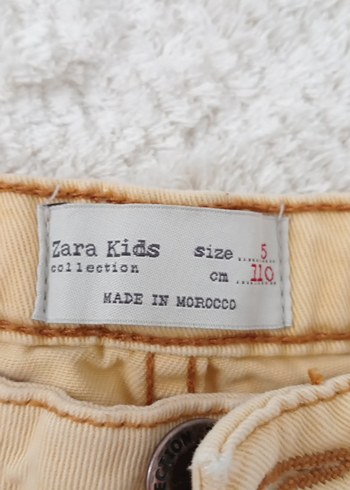 Zara Kids
collection
size.....5
cm.....110
MADE IN MOROCCO